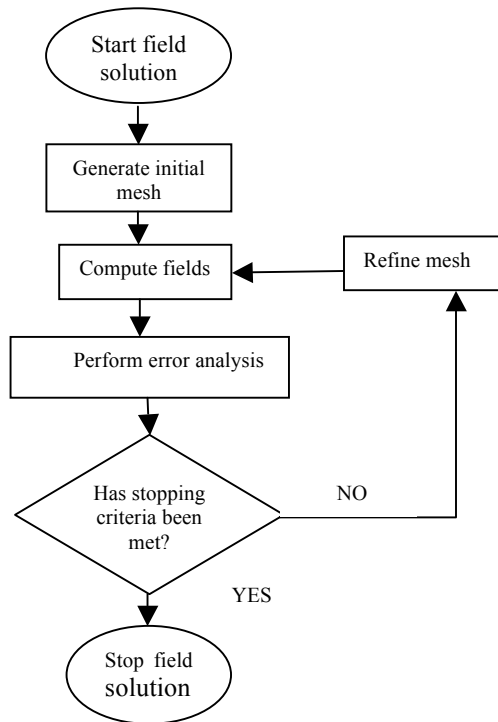 Start field
solution
Generate initial
mesh
Compute fields
Refine mesh
Perform error analysis
Has stopping
criteria been
met?
NO
YES
Stop field
solution